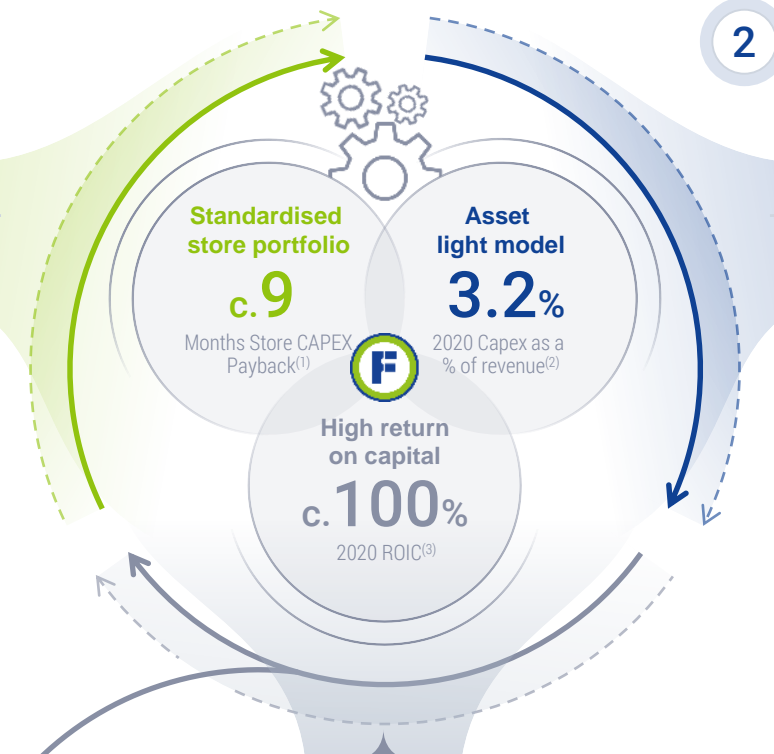 2
Standardised
store portfolio
c.9
Months Store CAPEX
Payback(1)
Asset
light model
3.2%
2020 Capex as a
% of revenue(2)
F
High return
on capital
c.100%
2020 ROIC(3)